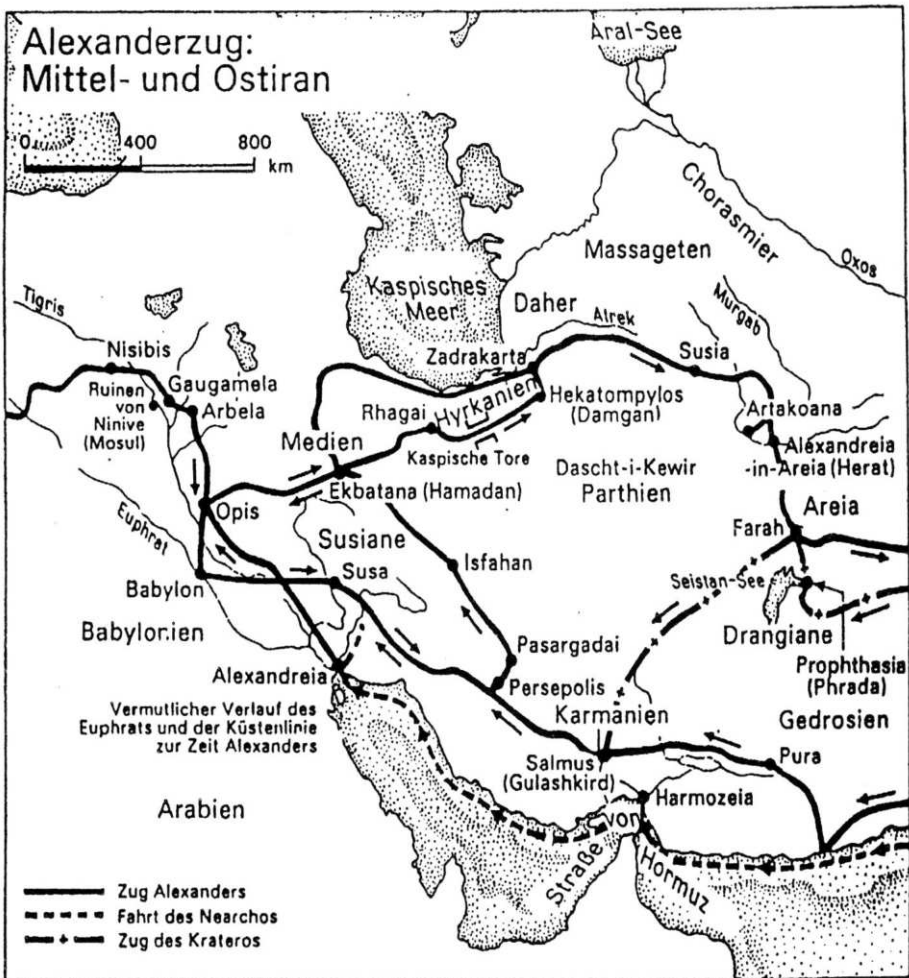 Alexanderzug:
Mittel- und Ostiran
0 400 800
km
Aral-See
Chorasmier
Oxos
Massageten
Kaspisches
Meer
Daher
Atrek
Murgab
Tigris
Nisibis
Gaugamela
Ruinen
von
Ninive
(Mosul)
Arbela
Zadrakarta
Susia
Hyrkanien
Rhagai
Hekatompylos
(Damgan)
Artakoana
Medien
Kaspische Tore
Alexandreia
-in-Areia (Herat)
Dascht-i-Kewir
Parthien
Ekbatana (Hamadan)
Opis
Areia
Farah
Euphrat
Susiane
Isfahan
Susa
Babylon
Seistan-See
Babylonien
Drangiane
Pasargadai
Prophthasia
(Phrada)
Alexandreia
Persepolis
Vermutlicher Verlauf des
Euphrats und der Küstenlinie
zur Zeit Alexanders
Karmanien
Gedrosien
Salmus
(Gulashkird)
Pura
Arabien
Harmozeia
Straße von Hormuz
Zug Alexanders
Fahrt des Nearchos
Zug des Krateros